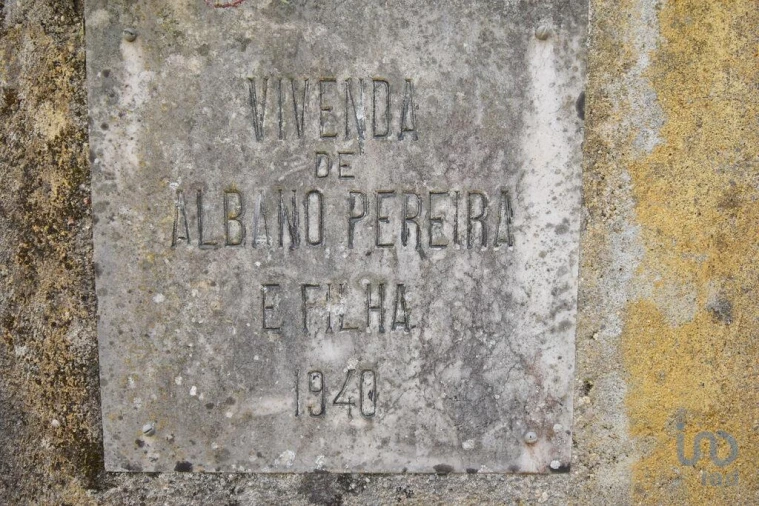 VIVENDA
DE
ALBANO PEREIRA
E FILHA
1940